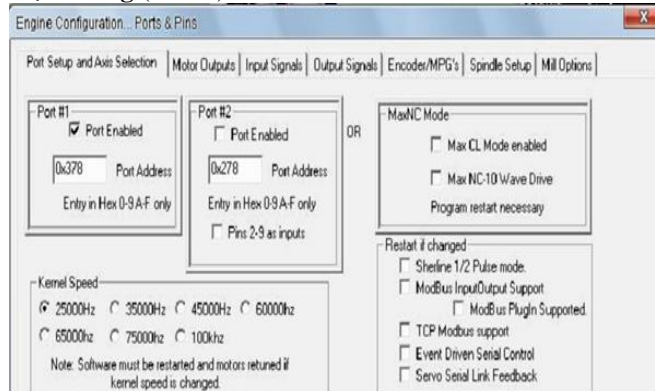 Engine Configuration... Ports & Pins
Port Setup and Axis Selection
Motor Outputs
Input Signals
Output Signals
Encoder/MPG's
Spindle Setup
Mill Options
Port #1
Port Enabled
0x378 Port Address
Entry in Hex 0-9 A-F only
Port #2
Port Enabled
0x278 Port Address
Entry in Hex 0-9 A-F only
Pins 2-9 as inputs
OR
MaxNC Mode
Max CL Mode enabled
Max NC-10 Wave Drive
Program restart necessary
Kernel Speed
25000Hz 35000Hz 45000Hz 60000hz
65000hz 75000hz 100khz
Note: Software must be restarted and motors retuned if
kernel speed is changed.
Restart if changed
Sherline 1/2 Pulse mode.
ModBus InputOutput Support
ModBus PlugIn Supported.
TCP Modbus support
Event Driven Serial Control
Servo Serial Link Feedback